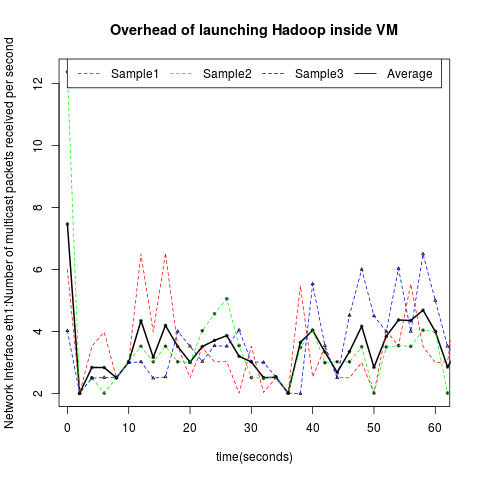 Overhead of launching Hadoop inside VM
Sample1 Sample2 Sample3 Average
Network Interface eth1:Number of multicast packets received per second
12
10
8
6
4
2
0 10 20 30 40 50 60
time(seconds)